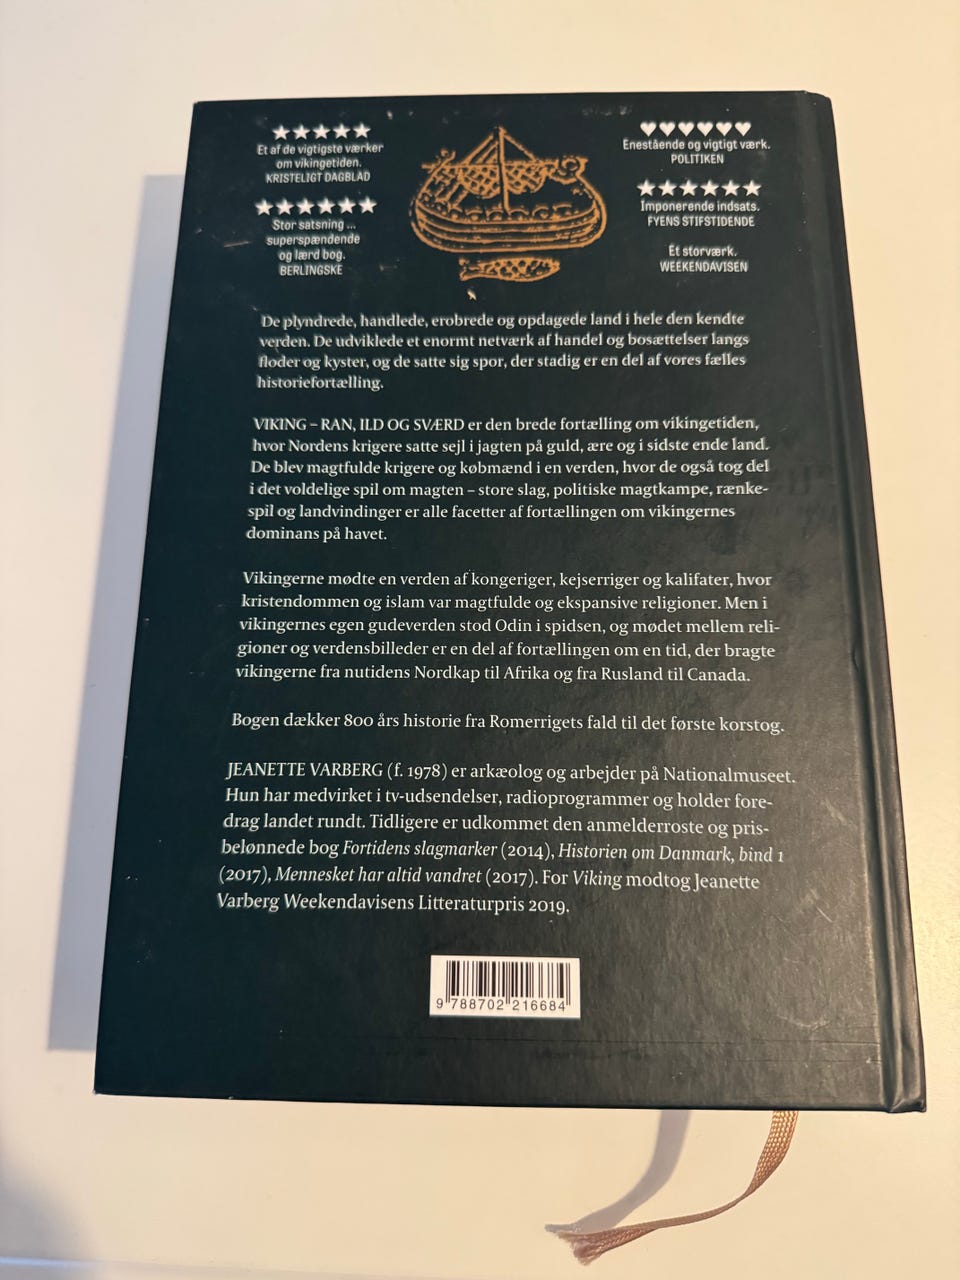 ★★★★★
Et af de vigtigste værker
om vikingetiden.
KRISTELIGT DAGBLAD
★★★★★★
Stor satsning ...
superspændende
og lærd bog.
BERLINGSKE
♥♥♥♥♥♥
Enestående og vigtigt værk.
POLITIKEN
★★★★★★
Imponerende indsats.
FYENS STIFSTIDENDE
Et storværk.
WEEKENDAVISEN
De plyndrede, handlede, erobrede og opdagede land i hele den kendte
verden. De udviklede et enormt netværk af handel og bosættelser langs
floder og kyster, og de satte sig spor, der stadig er en del af vores fælles
historiefortælling.
VIKING – RAN, ILD OG SVÆRD er den brede fortælling om vikingetiden,
hvor Nordens krigere satte sejl i jagten på guld, ære og i sidste ende land.
De blev magtfulde krigere og købmænd i en verden, hvor de også tog del
i det voldelige spil om magten – store slag, politiske magtkampe, rænke-
spil og landvindinger er alle facetter af fortællingen om vikingernes
dominans på havet.
Vikingerne mødte en verden af kongeriger, kejserriger og kalifater, hvor
kristendommen og islam var magtfulde og ekspansive religioner. Men i
vikingernes egen gudeverden stod Odin i spidsen, og mødet mellem reli-
gioner og verdensbilleder er en del af fortællingen om en tid, der bragte
vikingerne fra nutidens Nordkap til Afrika og fra Rusland til Canada.
Bogen dækker 800 års historie fra Romerrigets fald til det første korstog.
JEANETTE VARBERG (f. 1978) er arkæolog og arbejder på Nationalmuseet.
Hun har medvirket i tv-udsendelser, radioprogrammer og holder fore-
drag landet rundt. Tidligere er udkommet den anmelderroste og pris-
belønnede bog Fortidens slagmarker (2014), Historien om Danmark, bind 1
(2017), Mennesket har altid vandret (2017). For Viking modtog Jeanette
Varberg Weekendavisens Litteraturpris 2019.
9 788702 216684